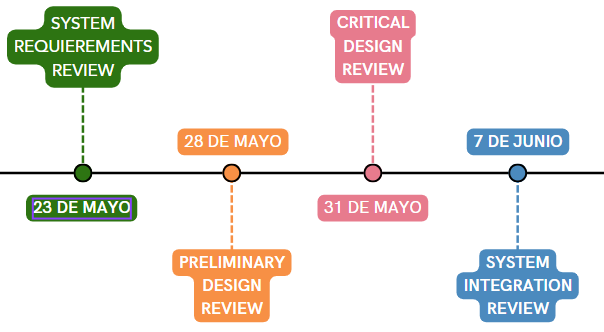 SYSTEM
REQUIEREMENTS
REVIEW
23 DE MAYO
28 DE MAYO
PRELIMINARY
DESIGN
REVIEW
CRITICAL
DESIGN
REVIEW
31 DE MAYO
7 DE JUNIO
SYSTEM
INTEGRATION
REVIEW